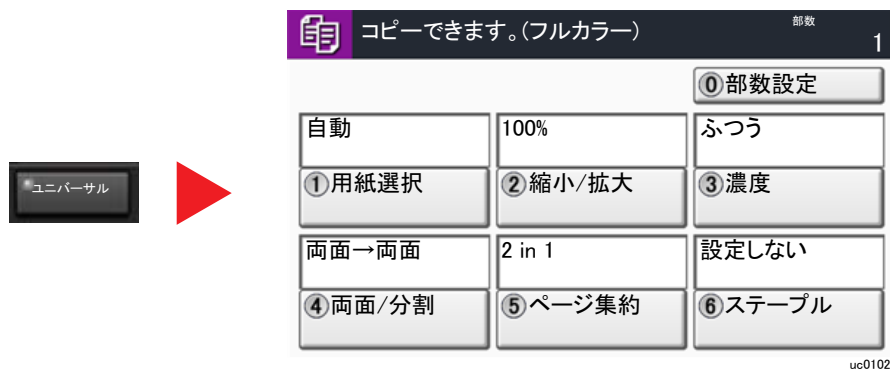 ユニバーサル
コピーできます。(フルカラー)
部数
1
⓪部数設定
自動
100%
ふつう
①用紙選択
②縮小/拡大
③濃度
両面→両面
2 in 1
設定しない
④両面/分割
⑤ページ集約
⑥ステープル
uc0102